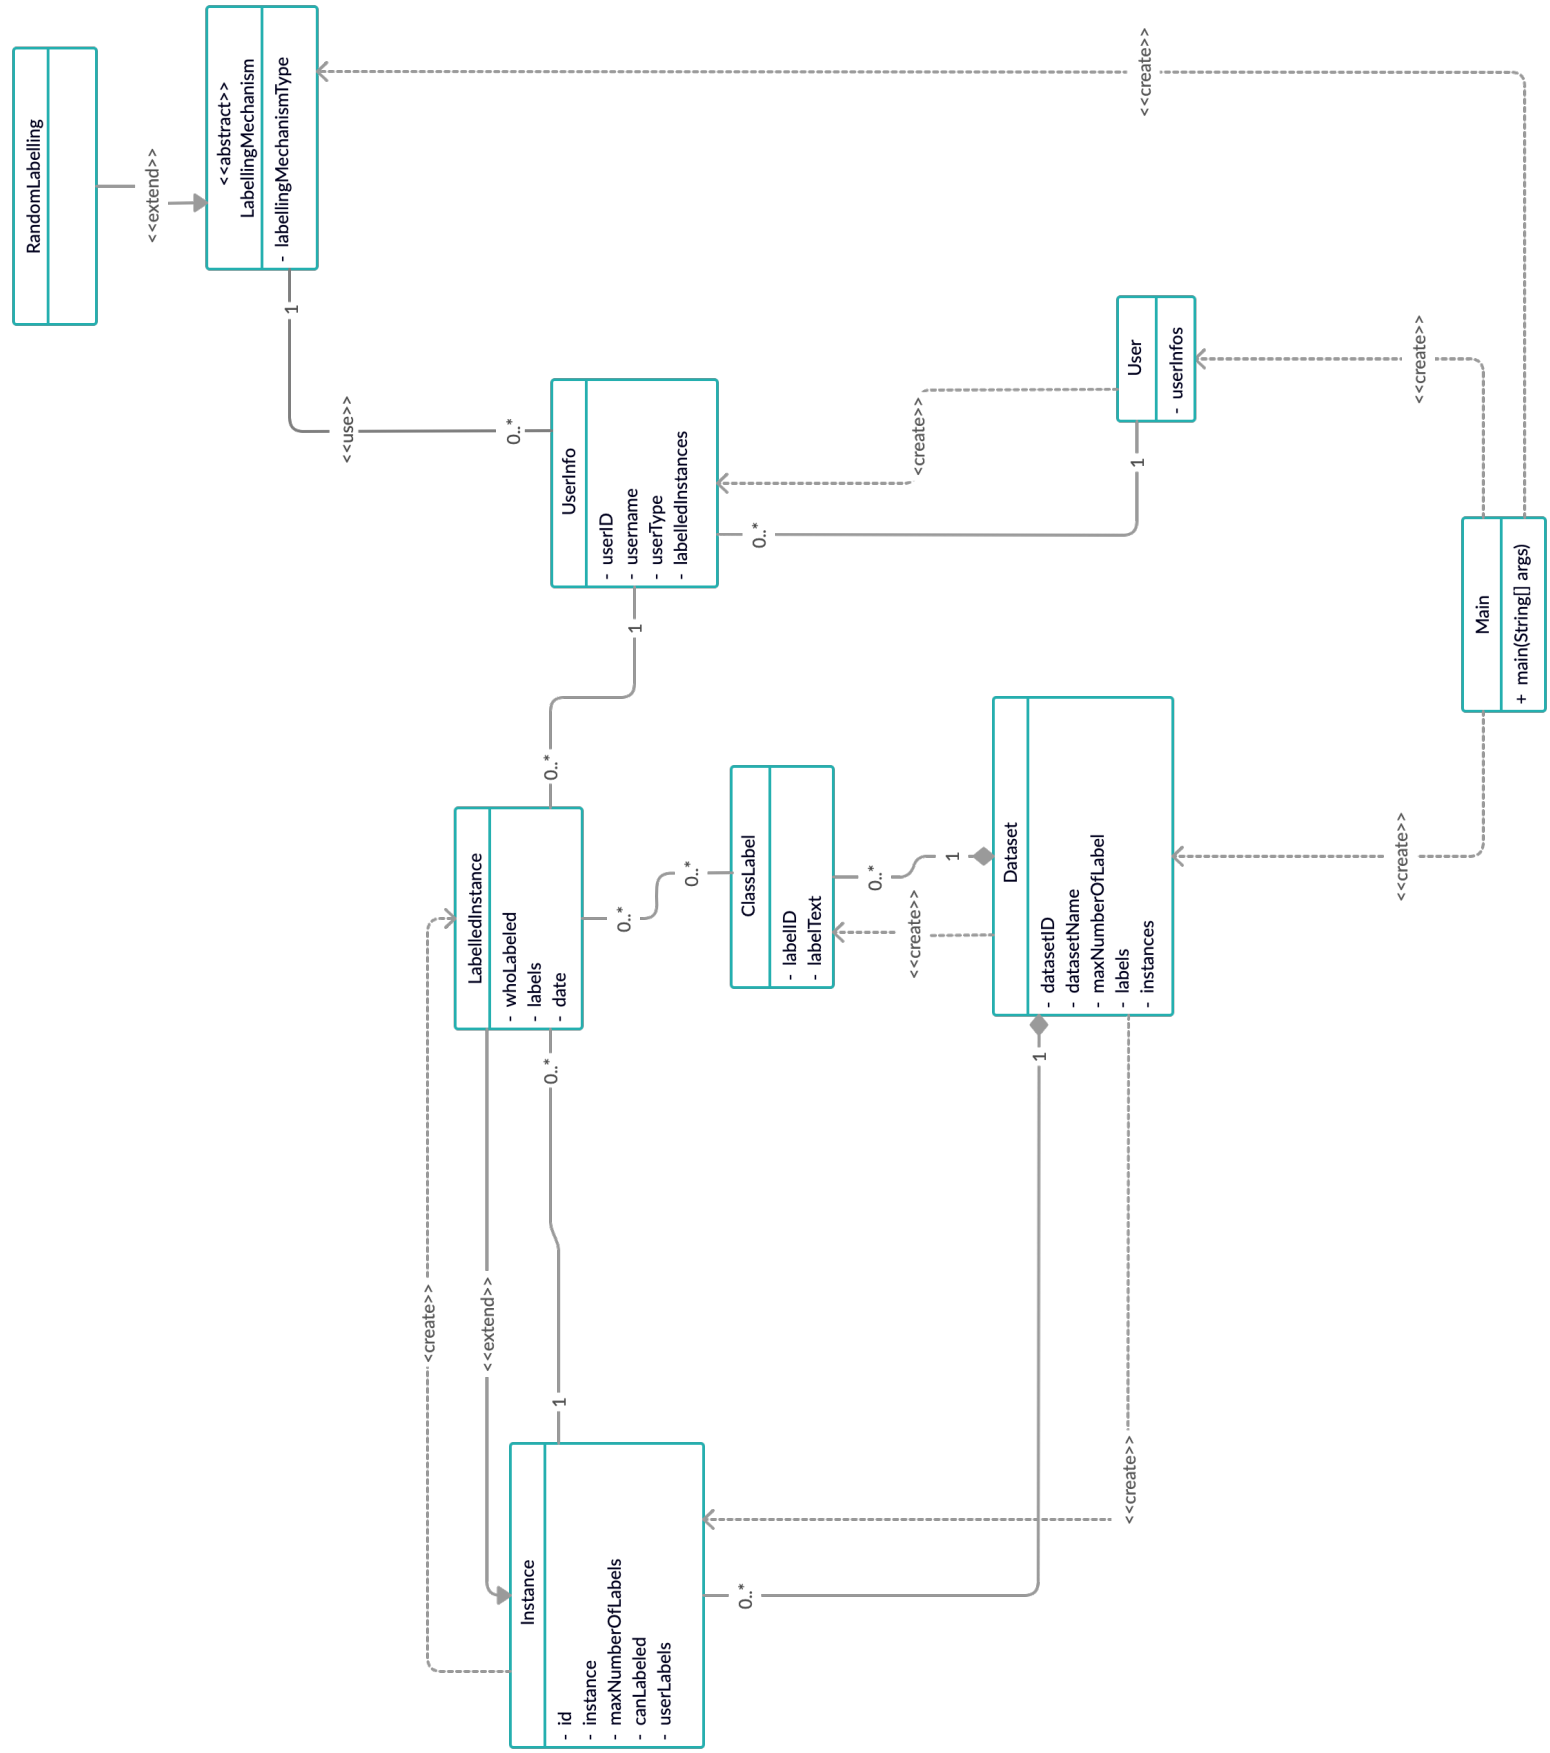 RandomLabelling
<<extend>>
<<abstract>>
LabellingMechanism
- labellingMechanismType
1
<<use>>
0..*
<<create>>
UserInfo
- userID
- username
- userType
- labelledInstances
<create>>
0..*
1
User
- userInfos
<<create>>
1
0..*
LabelledInstance
- whoLabeled
- labels
- date
0..*
0..*
ClassLabel
- labelID
- labelText
0..*
1
<<create>>
Dataset
- datasetID
- datasetName
- maxNumberOfLabel
- labels
- instances
<<create>>
Main
+ main(String[] args)
0..*
1
<create>>
<<extend>>
1
0..*
<<create>>
Instance
- id
- instance
- maxNumberOfLabels
- canLabeled
- userLabels
1